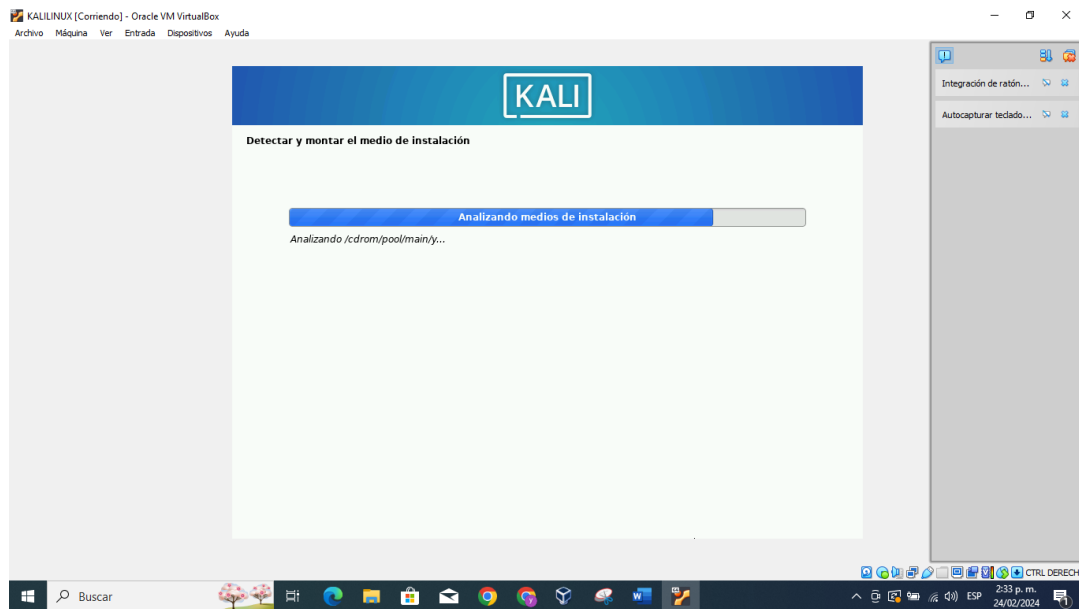 KALILINUX [Corriendo] - Oracle VM VirtualBox
Archivo Máquina Ver Entrada Dispositivos Ayuda
Integración de ratón...
Autocapturar teclado...
KALI
Detectar y montar el medio de instalación
Analizando medios de instalación
Analizando /cdrom/pool/main/y...
CTRL DERECH
Buscar
ESP
2:33 p. m.
24/02/2024
1